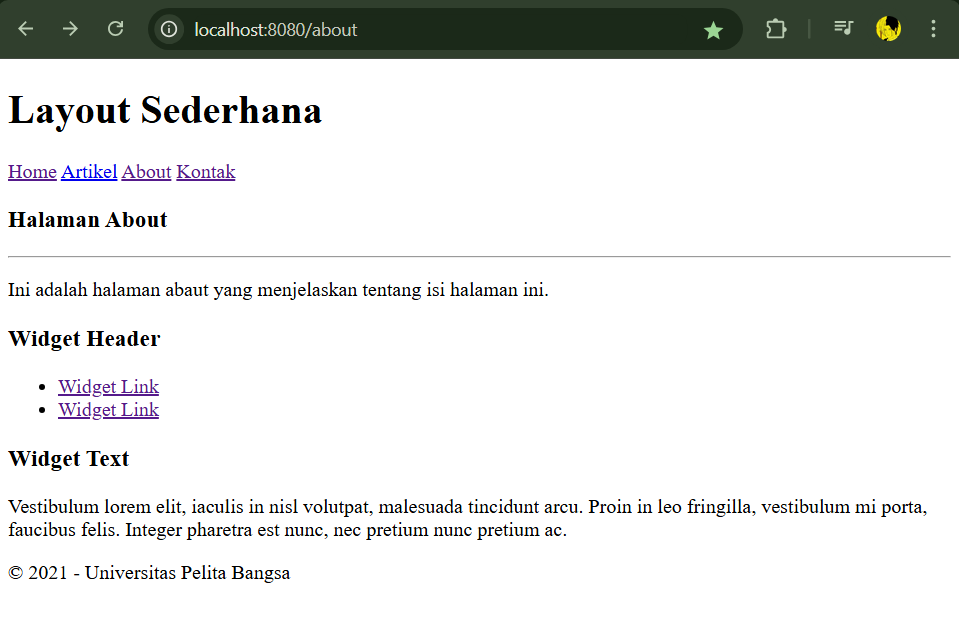 localhost:8080/about
Layout Sederhana
Home Artikel About Kontak
Halaman About
Ini adalah halaman abaut yang menjelaskan tentang isi halaman ini.
Widget Header
Widget Link
Widget Link
Widget Text
Vestibulum lorem elit, iaculis in nisl volutpat, malesuada tincidunt arcu. Proin in leo fringilla, vestibulum mi porta,
faucibus felis. Integer pharetra est nunc, nec pretium nunc pretium ac.
© 2021 - Universitas Pelita Bangsa